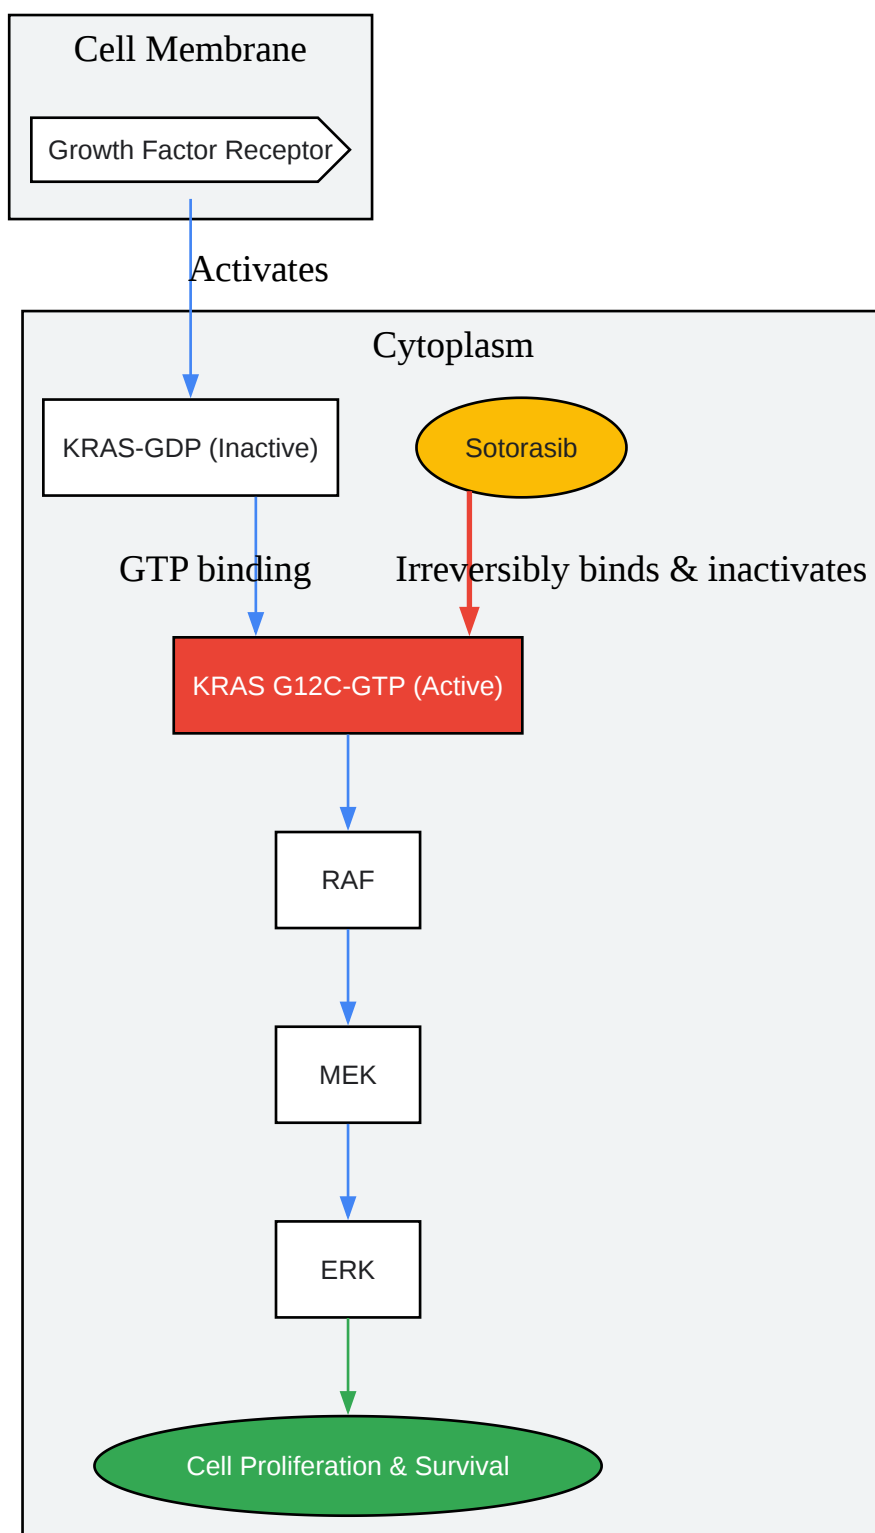 Cell Membrane
Growth Factor Receptor
Activates
Cytoplasm
KRAS-GDP (Inactive)
Sotorasib
GTP binding
Irreversibly binds & inactivates
KRAS G12C-GTP (Active)
RAF
MEK
ERK
Cell Proliferation & Survival